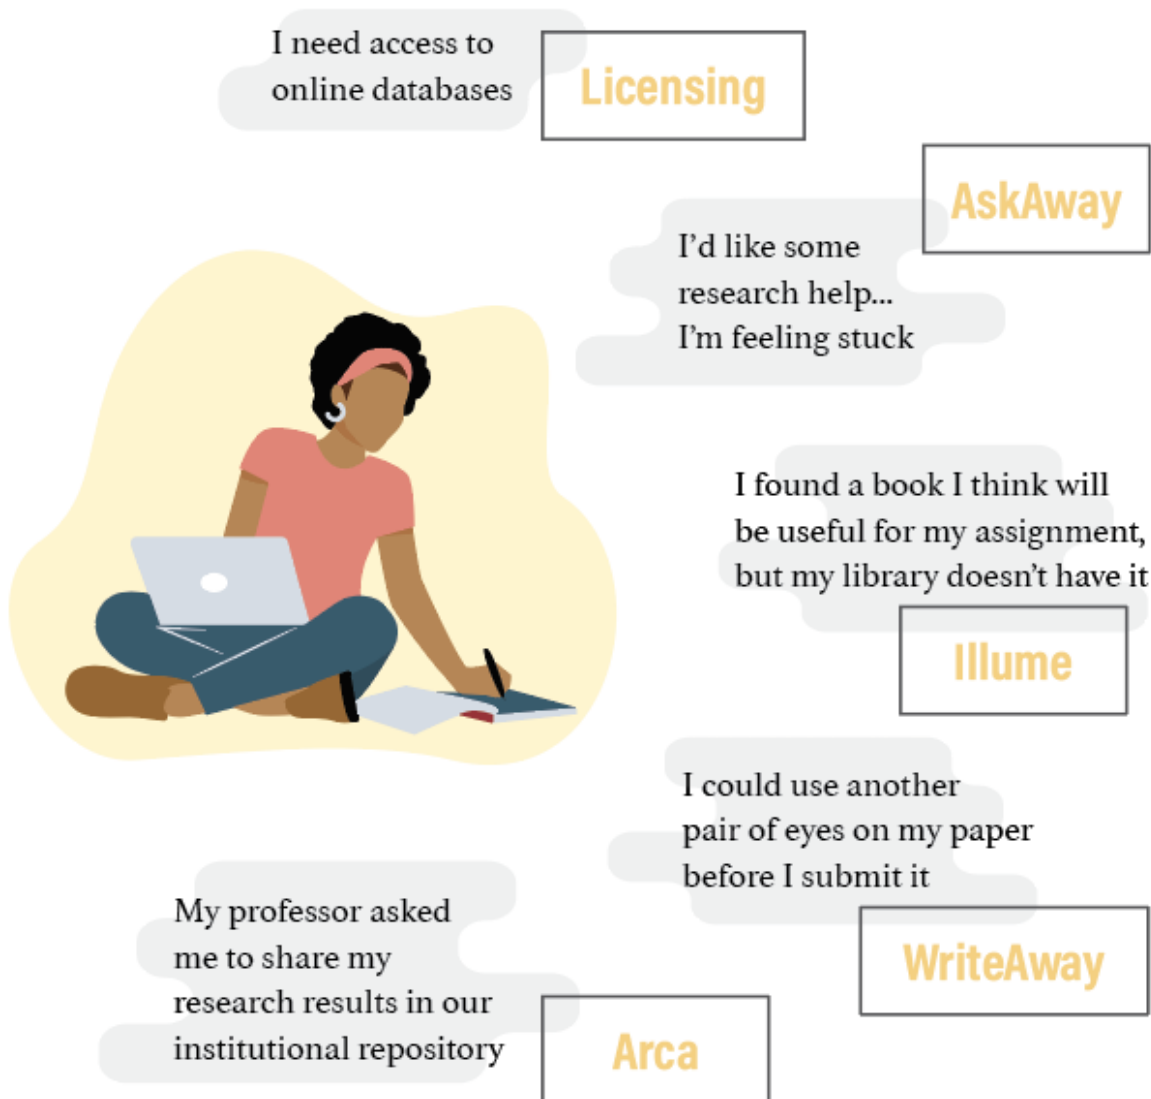 I need access to
online databases
Licensing
AskAway
I’d like some
research help...
I’m feeling stuck
I found a book I think will
be useful for my assignment,
but my library doesn’t have it
Illume
I could use another
pair of eyes on my paper
before I submit it
WriteAway
My professor asked
me to share my
research results in our
institutional repository
Arca